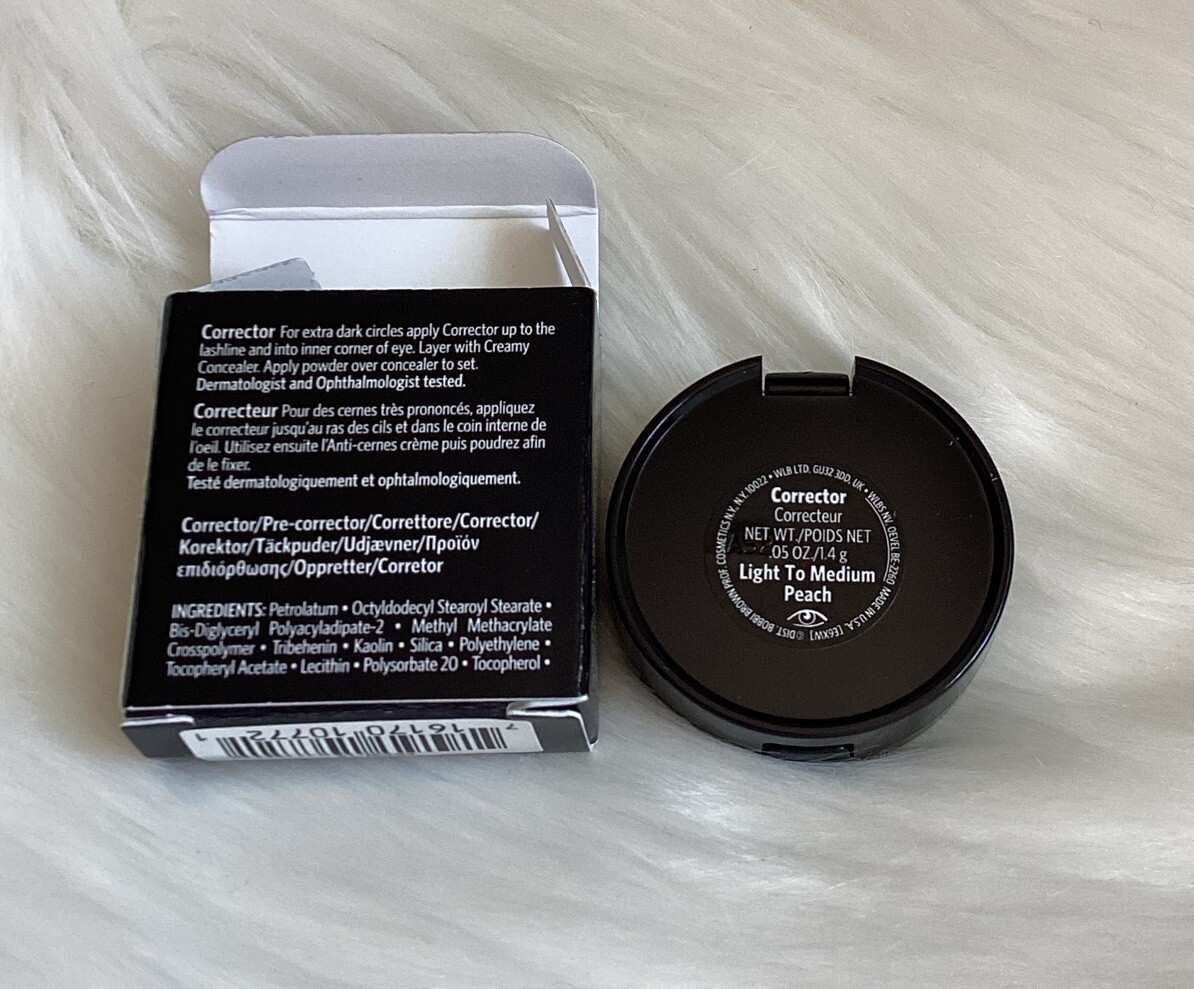 Corrector For extra dark circles apply Corrector up to the
lashline and into inner corner of eye. Layer with Creamy
Concealer. Apply powder over concealer to set.
Dermatologist and Ophthalmologist tested.
Correcteur Pour des cernes très prononcés, appliquez
le correcteur jusqu'au ras des cils et dans le coin interne de
l'oeil. Utilisez ensuite l'Anti-cernes crème puis poudrez afin
de le fixer.
Testé dermatologiquement et ophtalmologiquement.
Corrector/Pre-corrector/Correttore/Corrector/
Korektor/Täckpuder/Udjævner/Προϊόν
επιδιόρθωσης/Oppretter/Corretor
INGREDIENTS: Petrolatum • Octyldodecyl Stearoyl Stearate •
Bis-Diglyceryl Polyacyladipate-2 • Methyl Methacrylate
Crosspolymer • Tribehenin • Kaolin • Silica • Polyethylene •
Tocopheryl Acetate • Lecithin • Polysorbate 20 • Tocopherol •
7 16170 10772 1
Corrector
Correcteur
NET WT./POIDS NET
.05 OZ./1.4 g
Light To Medium
Peach
© DIST. BOBBI BROWN PROF. COSMETICS N.Y. N.Y. 10022 • WLB LTD, GU32 3DD, UK • WLBS NV, OEVEL BE-2260 MADE IN U.S.A. [E6XW]